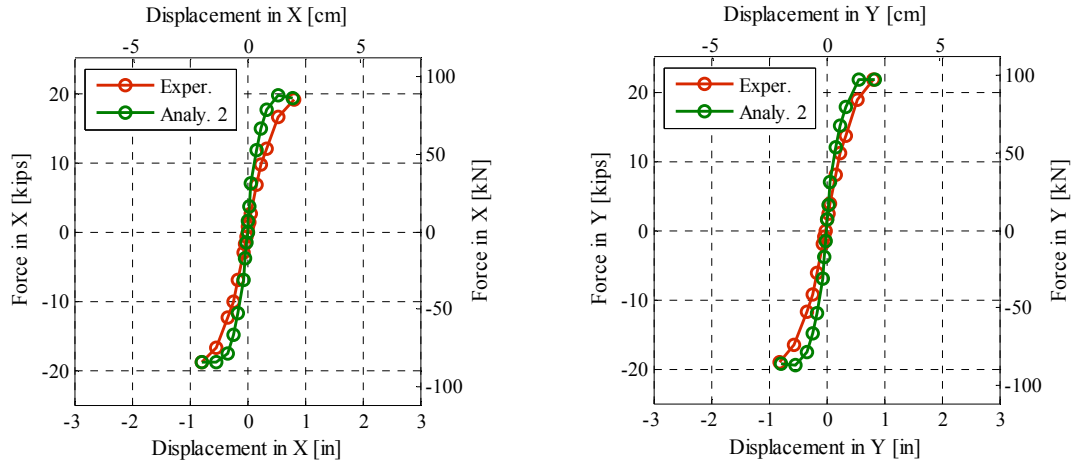 Displacement in X [cm]
-5 0 5
Exper.
Analy. 2
20
10
0
-10
-20
Force in X [kips]
100
50
0
-50
-100
Force in X [kN]
-3 -2 -1 0 1 2 3
Displacement in X [in]
Displacement in Y [cm]
-5 0 5
Exper.
Analy. 2
20
10
0
-10
-20
Force in Y [kips]
100
50
0
-50
-100
Force in Y [kN]
-3 -2 -1 0 1 2 3
Displacement in Y [in]